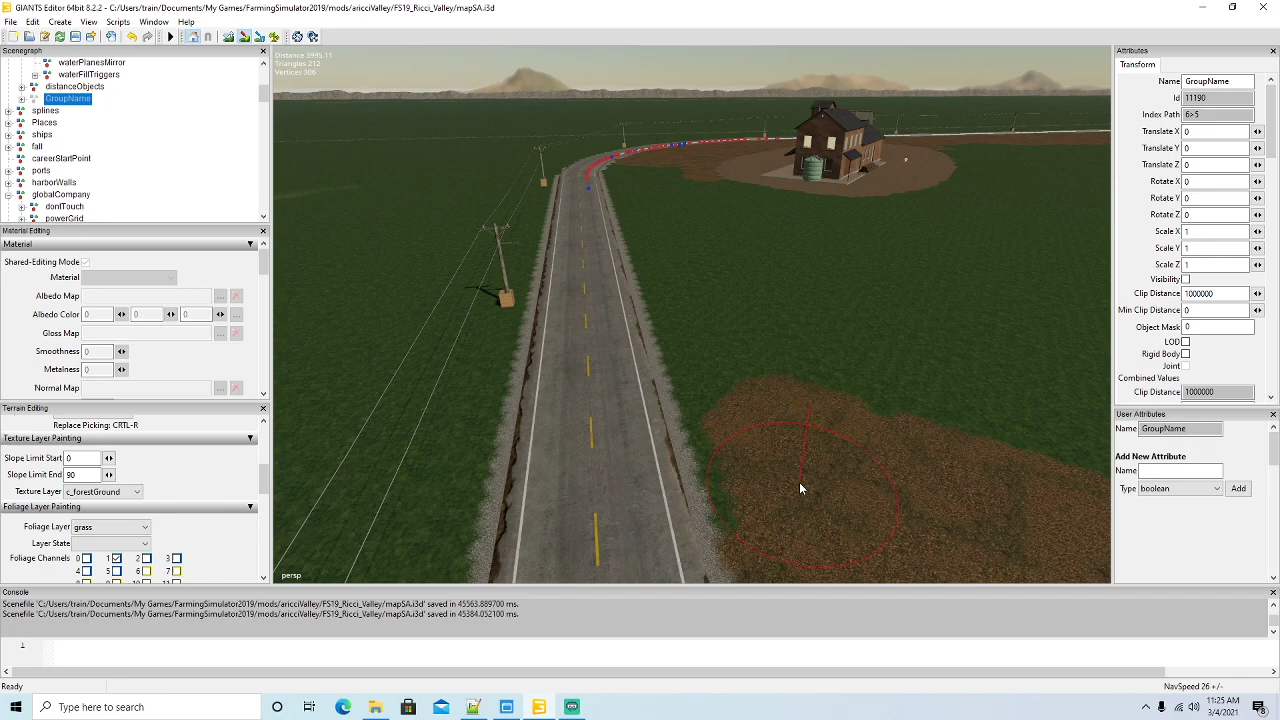 GIANTS Editor 64bit 8.2.2 - C:/Users/train/Documents/My Games/FarmingSimulator2019/mods/aricciValley/FS19_Ricci_Valley/mapSA.i3d
File Edit Create View Scripts Window Help
Scenegraph
waterPlanesMirror
waterFillTriggers
distanceObjects
GroupName
splines
Places
ships
fall
careerStartPoint
ports
harborWalls
globalCompany
dontTouch
powerGrid
Material Editing
Material
Shared-Editing Mode
Material
Albedo Map ...
Albedo Color 0 0 0 ...
Gloss Map ...
Smoothness 0
Metalness 0
Normal Map ...
Terrain Editing
Replace Picking: CRTL-R
Texture Layer Painting
Slope Limit Start 0
Slope Limit End 90
Texture Layer c_forestGround
Foliage Layer Painting
Foliage Layer grass
Layer State
Foliage Channels 0 1 2 3
4 5 6 7
Distance 3995.11
Triangles 212
Vertices 306
persp
Attributes
Transform
Name GroupName
Id 11190
Index Path 6>5
Translate X 0
Translate Y 0
Translate Z 0
Rotate X 0
Rotate Y 0
Rotate Z 0
Scale X 1
Scale Y 1
Scale Z 1
Visibility
Clip Distance 1000000
Min Clip Distance 0
Object Mask 0
LOD
Rigid Body
Joint
Combined Values
Clip Distance 1000000
User Attributes
Name GroupName
Add New Attribute
Name
Type boolean Add
Console
Scenefile 'C:/Users/train/Documents/My Games/FarmingSimulator2019/mods/aricciValley/FS19_Ricci_Valley/mapSA.i3d' saved in 45563.889700 ms.
Scenefile 'C:/Users/train/Documents/My Games/FarmingSimulator2019/mods/aricciValley/FS19_Ricci_Valley/mapSA.i3d' saved in 45384.052100 ms.
1
Ready NavSpeed 26 +/-
Type here to search
11:25 AM
3/4/2021